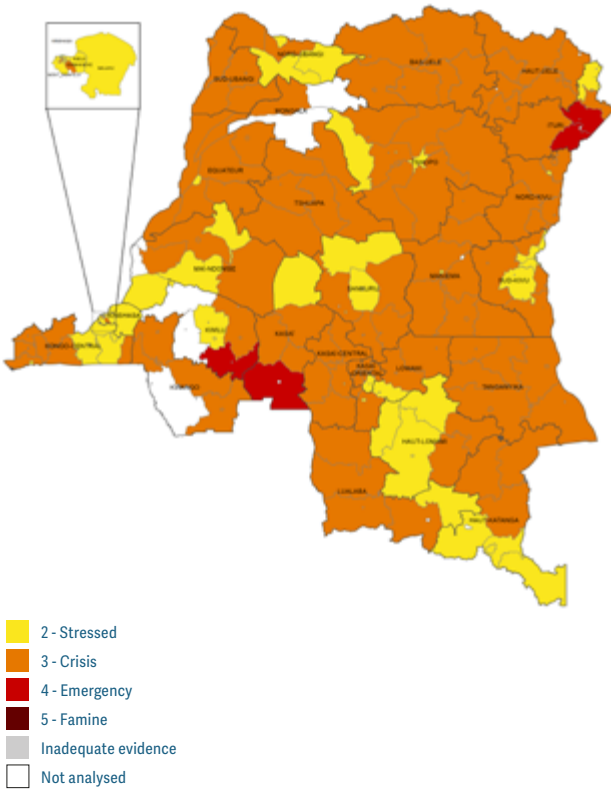 NORD-UBANGI
BAS-UELE
HAUT-UELE
SUD-UBANGI
MONGALA
ITURI
EQUATEUR
TSHOPO
TSHUAPA
NORD-KIVU
MAI-NDOMBE
SANKURU
MANIEMA
SUD-KIVU
KINSHASA
KWILU
KONGO-CENTRAL
KASAI
KASAI-CENTRAL
KASAI ORIENTAL
LOMAMI
TANGANYIKA
KWANGO
HAUT-LOMAMI
LUALABA
HAUT-KATANGA
2 - Stressed
3 - Crisis
4 - Emergency
5 - Famine
Inadequate evidence
Not analysed